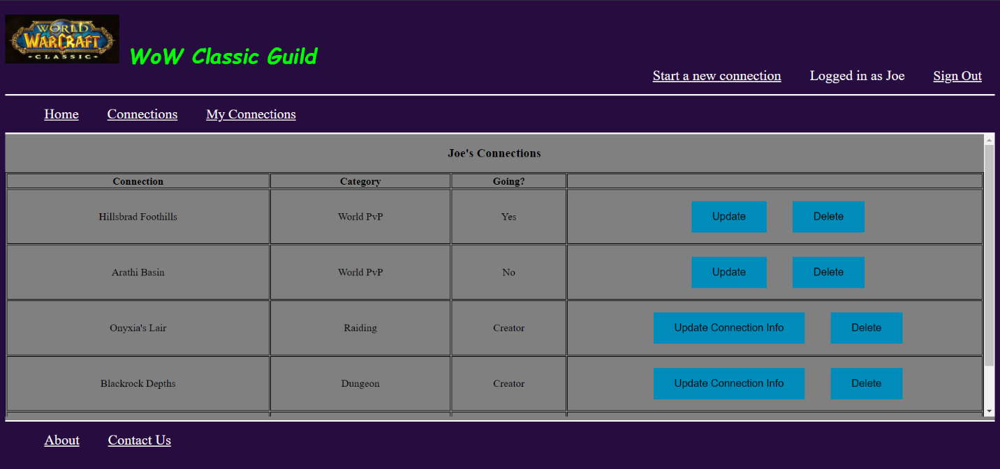 WORLD
WARCRAFT
CLASSIC
WoW Classic Guild
Start a new connection Logged in as Joe Sign Out
Home Connections My Connections
Joe's Connections
Connection Category Going?
Hillsbrad Foothills World PvP Yes Update Delete
Arathi Basin World PvP No Update Delete
Onyxia's Lair Raiding Creator Update Connection Info Delete
Blackrock Depths Dungeon Creator Update Connection Info Delete
About Contact Us